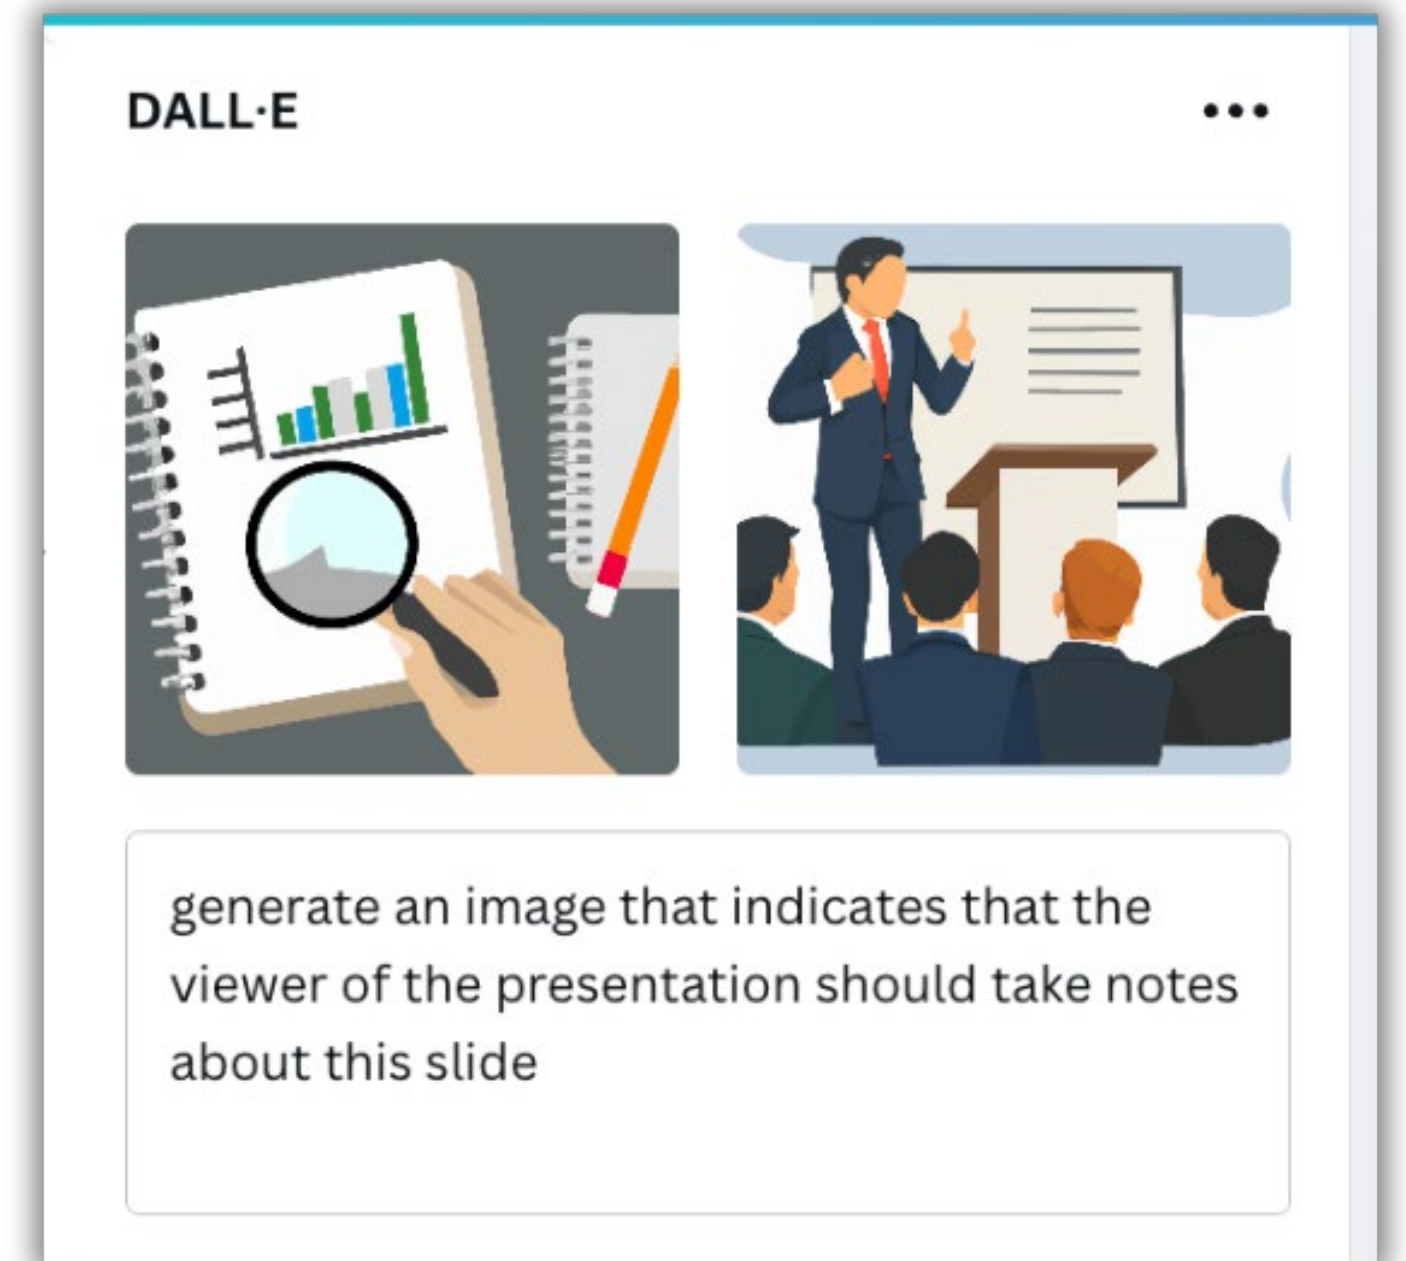 DALL·E
generate an image that indicates that the
viewer of the presentation should take notes
about this slide